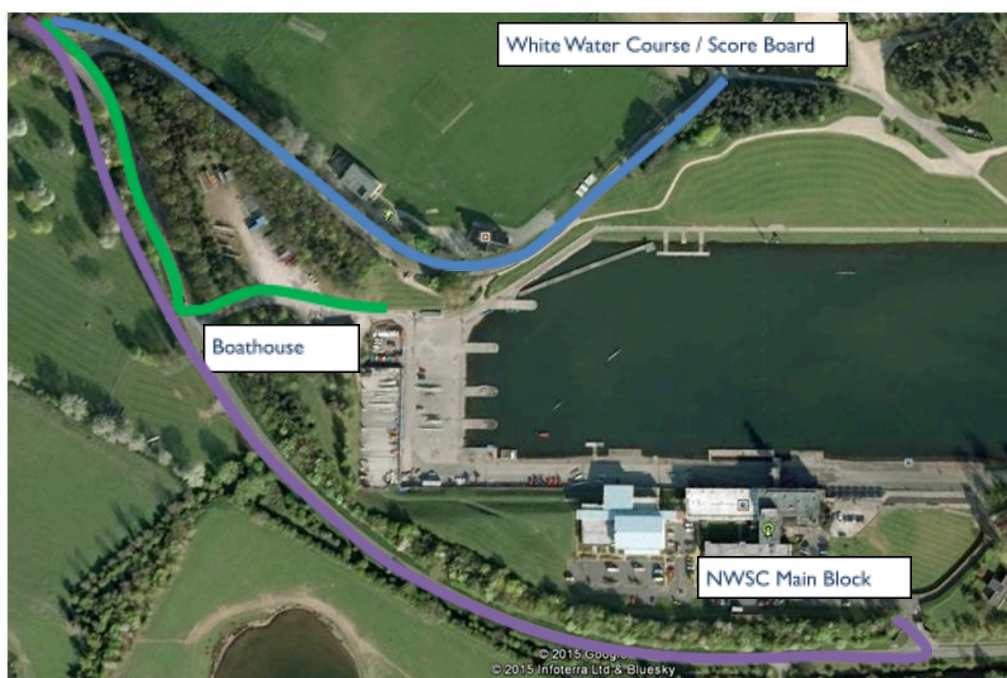 White Water Course / Score Board
Boathouse
NWSC Main Block
© 2015 Google
© 2015 Infoterra Ltd & Bluesky